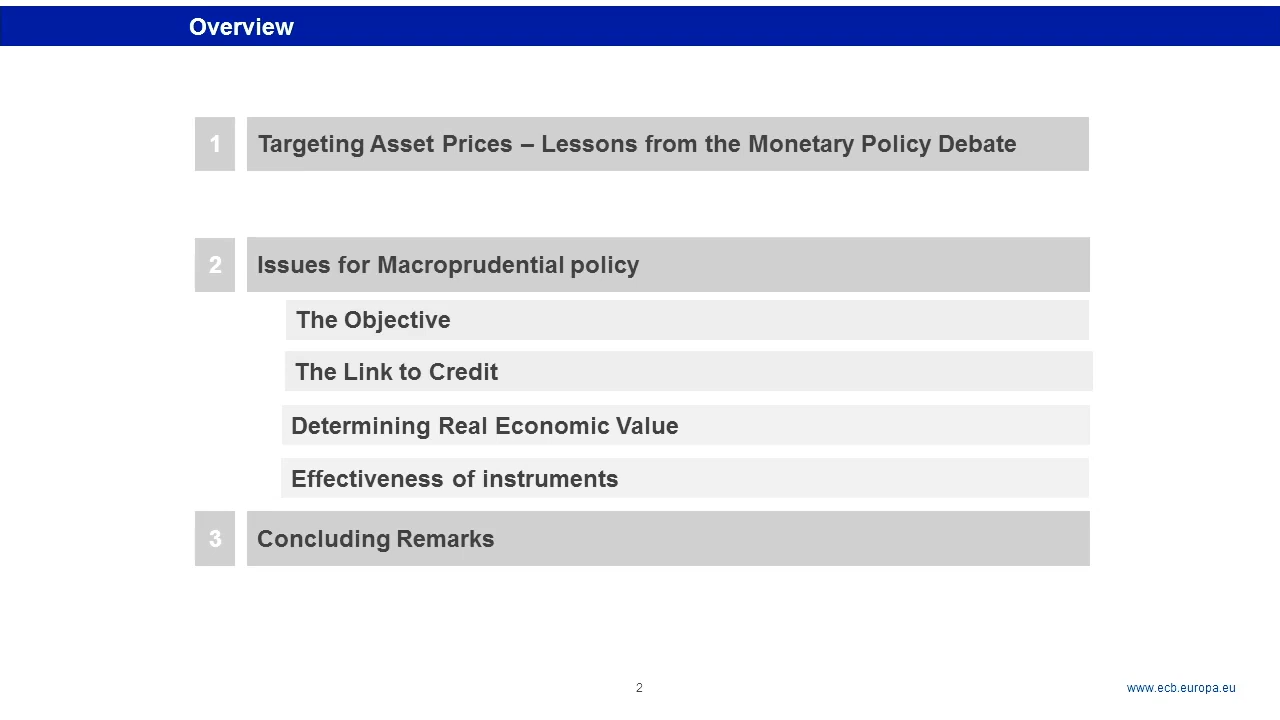 Overview
1 Targeting Asset Prices – Lessons from the Monetary Policy Debate
2 Issues for Macroprudential policy
The Objective
The Link to Credit
Determining Real Economic Value
Effectiveness of instruments
3 Concluding Remarks
2
www.ecb.europa.eu